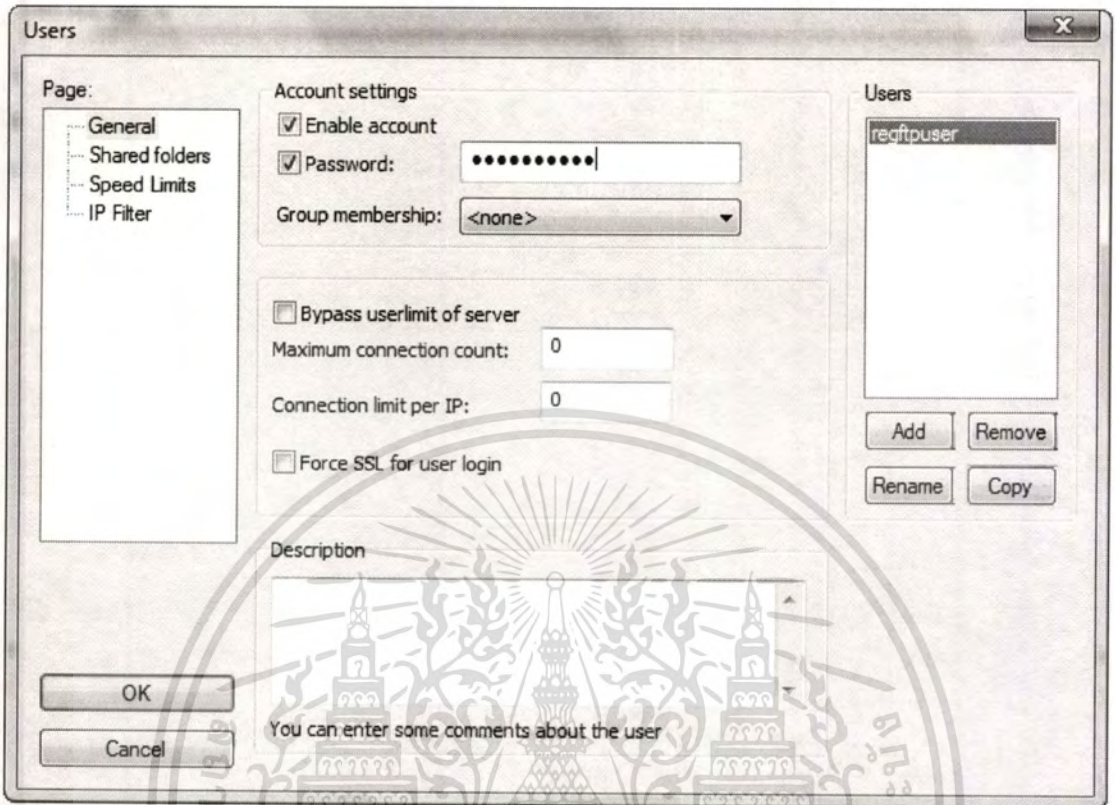 Users
Page:
General
Shared folders
Speed Limits
IP Filter
OK
Cancel
Account settings
Enable account
Password: ••••••••••
Group membership: <none>
Bypass userlimit of server
Maximum connection count: 0
Connection limit per IP: 0
Force SSL for user login
Description
You can enter some comments about the user
Users
regftpuser
Add Remove
Rename Copy